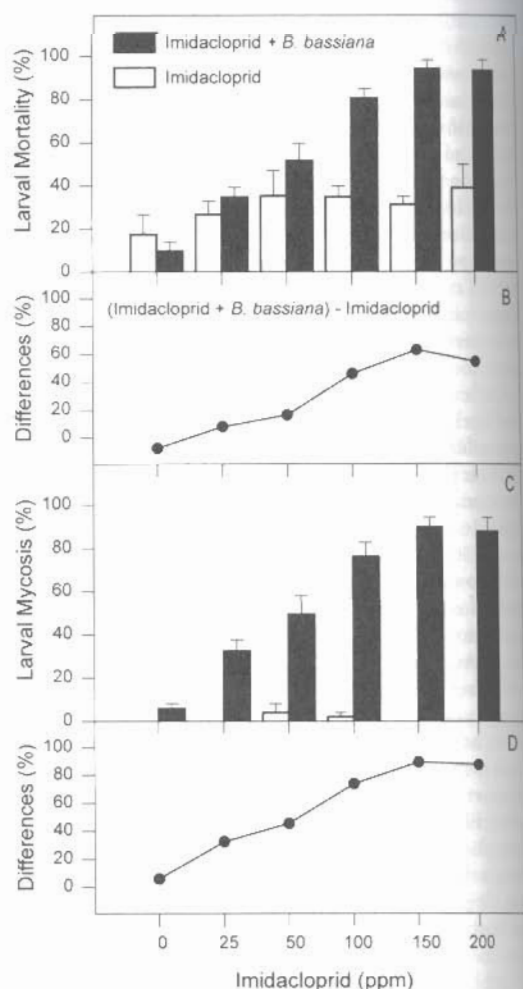 A
Imidacloprid + B. bassiana
Imidacloprid
Larval Mortality (%)
100
80
60
40
20
0
B
(Imidacloprid + B. bassiana) - Imidacloprid
Differences (%)
100
80
60
40
20
0
C
Larval Mycosis (%)
80
60
40
20
0
D
Differences (%)
100
80
60
40
20
0
0 25 50 100 150 200
Imidacloprid (ppm)